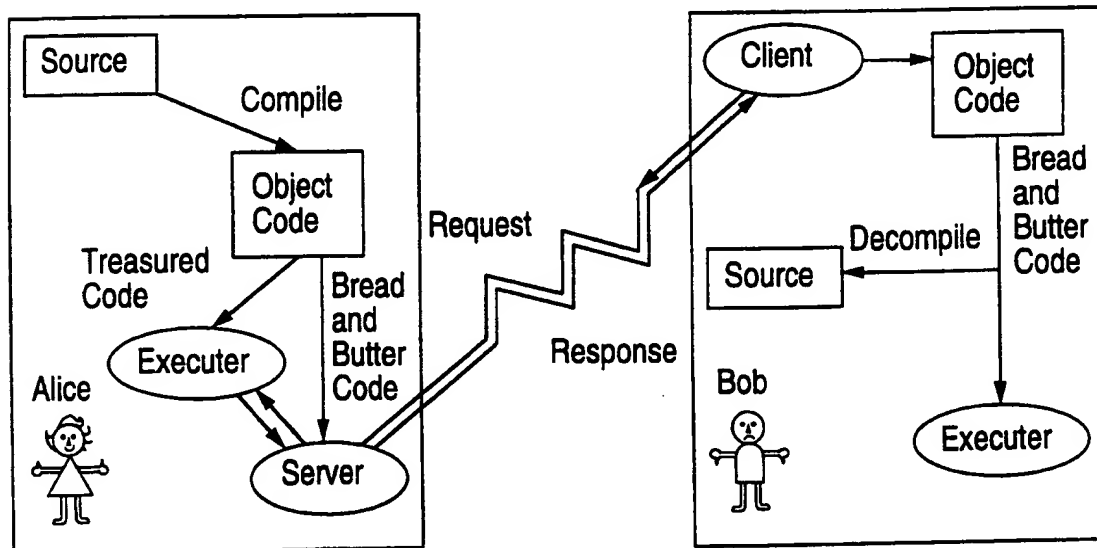 Source
Compile
Object
Code
Treasured
Code
Bread
and
Butter
Code
Executer
Alice
Server
Request
Response
Client
Object
Code
Bread
and
Butter
Code
Decompile
Source
Bob
Executer